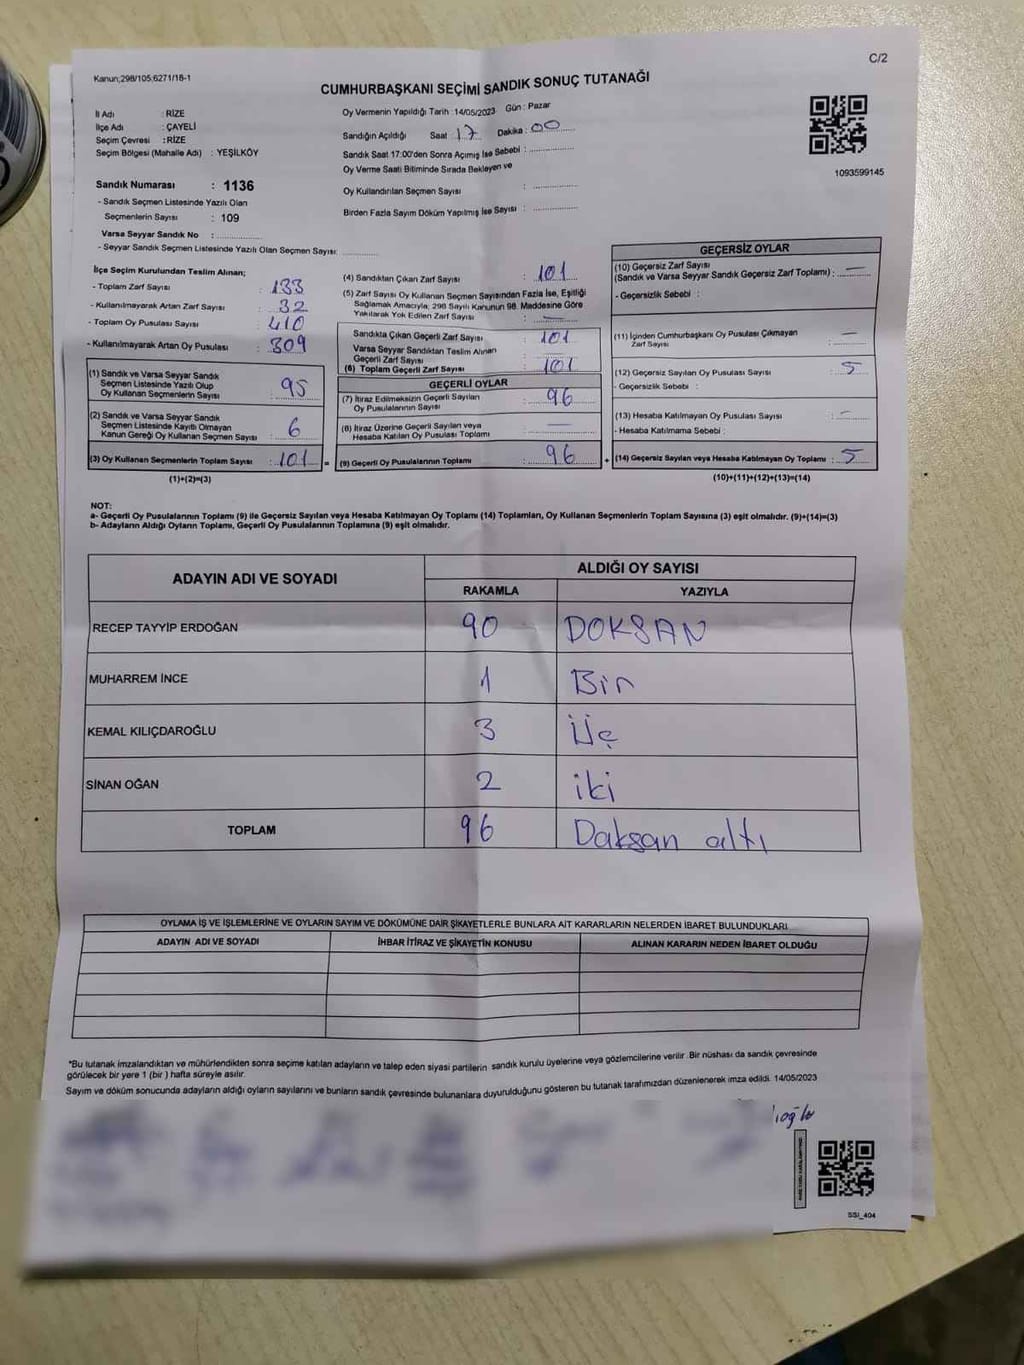 Kanun;298/105;6271/16-1
C/2
CUMHURBAŞKANI SEÇİMİ SANDIK SONUÇ TUTANAĞI
İl Adı : RİZE
İlçe Adı : ÇAYELİ
Seçim Çevresi : RİZE
Seçim Bölgesi (Mahalle Adı) : YEŞİLKÖY
Sandık Numarası : 1136
- Sandık Seçmen Listesinde Yazılı Olan
Seçmenlerin Sayısı : 109
Varsa Seyyar Sandık No :
- Seyyar Sandık Seçmen Listesinde Yazılı Olan Seçmen Sayısı:
Oy Vermenin Yapıldığı Tarih : 14/05/2023 Gün : Pazar
Sandığın Açıldığı Saat : 17 Dakika : 00
Sandık Saat 17:00'den Sonra Açımış İse Sebebi :
Oy Verme Saati Bitiminde Sırada Bekleyen ve
Oy Kullandırılan Seçmen Sayısı :
Birden Fazla Sayım Döküm Yapılmış İse Sayısı :
1093599145
İlçe Seçim Kurulundan Teslim Alınan;
- Toplam Zarf Sayısı : 133
- Kullanılmayarak Artan Zarf Sayısı : 32
- Toplam Oy Pusulası Sayısı : 410
- Kullanılmayarak Artan Oy Pusulası : 309
(1) Sandık ve Varsa Seyyar Sandık
Seçmen Listesinde Yazılı Olup
Oy Kullanan Seçmenlerin Sayısı : 95
(2) Sandık ve Varsa Seyyar Sandık
Seçmen Listesinde Kayıtlı Olmayan
Kanun Gereği Oy Kullanan Seçmen Sayısı : 6
(3) Oy Kullanan Seçmenlerin Toplam Sayısı : 101
(1)+(2)=(3)
(4) Sandıktan Çıkan Zarf Sayısı : 101
(5) Zarf Sayısı Oy Kullanan Seçmen Sayısından Fazla İse, Eşitliği
Sağlamak Amacıyla, 298 Sayılı Kanunun 98. Maddesine Göre
Yakılarak Yok Edilen Zarf Sayısı : —
Sandıkta Çıkan Geçerli Zarf Sayısı : 101
Varsa Seyyar Sandıktan Teslim Alınan
Geçerli Zarf Sayısı :
(6) Toplam Geçerli Zarf Sayısı : 101
GEÇERLİ OYLAR
(7) İtiraz Edilmeksizin Geçerli Sayılan
Oy Pusulalarının Sayısı : 96
(8) İtiraz Üzerine Geçerli Sayılan veya
Hesaba Katılan Oy Pusulası Toplamı : —
= (9) Geçerli Oy Pusulalarının Toplamı : 96
GEÇERSİZ OYLAR
(10) Geçersiz Zarf Sayısı
(Sandık ve Varsa Seyyar Sandık Geçersiz Zarf Toplamı) : —
- Geçersizlik Sebebi :
(11) İçinden Cumhurbaşkanı Oy Pusulası Çıkmayan
Zarf Sayısı : —
(12) Geçersiz Sayılan Oy Pusulası Sayısı : 5
- Geçersizlik Sebebi :
(13) Hesaba Katılmayan Oy Pusulası Sayısı : -
- Hesaba Katılmama Sebebi :
+ (14) Geçersiz Sayılan veya Hesaba Katılmayan Oy Toplamı : 5
(10)+(11)+(12)+(13)=(14)
NOT:
a- Geçerli Oy Pusulalarının Toplamı (9) ile Geçersiz Sayılan veya Hesaba Katılmayan Oy Toplamı (14) Toplamları, Oy Kullanan Seçmenlerin Toplam Sayısına (3) eşit olmalıdır. (9)+(14)=(3)
b- Adayların Aldığı Oyların Toplamı, Geçerli Oy Pusulalarının Toplamına (9) eşit olmalıdır.
ADAYIN ADI VE SOYADI ALDIĞI OY SAYISI
RAKAMLA YAZIYLA
RECEP TAYYİP ERDOĞAN 90 DOKSAN
MUHARREM İNCE 1 Bir
KEMAL KILIÇDAROĞLU 3 Üç
SİNAN OĞAN 2 iki
TOPLAM 96 Daksan altı
OYLAMA İŞ VE İŞLEMLERİNE VE OYLARIN SAYIM VE DÖKÜMÜNE DAİR ŞİKAYETLERLE BUNLARA AİT KARARLARIN NELERDEN İBARET BULUNDUKLARI
ADAYIN ADI VE SOYADI İHBAR İTİRAZ VE ŞİKAYETİN KONUSU ALINAN KARARIN NEDEN İBARET OLDUĞU
*Bu tutanak imzalandıktan ve mühürlendikten sonra seçime katılan adayların ve talep eden siyasi partilerin sandık kurulu üyelerine veya gözlemcilerine verilir. Bir nüshası da sandık çevresinde
görülecek bir yere 1 (bir ) hafta süreyle asılır.
Sayım ve döküm sonucunda adayların aldığı oyların sayılarını ve bunların sandık çevresinde bulunanlara duyurulduğunu gösteren bu tutanak tarafımızdan düzenlenerek imza edildi. 14/05/2023
SSI_404